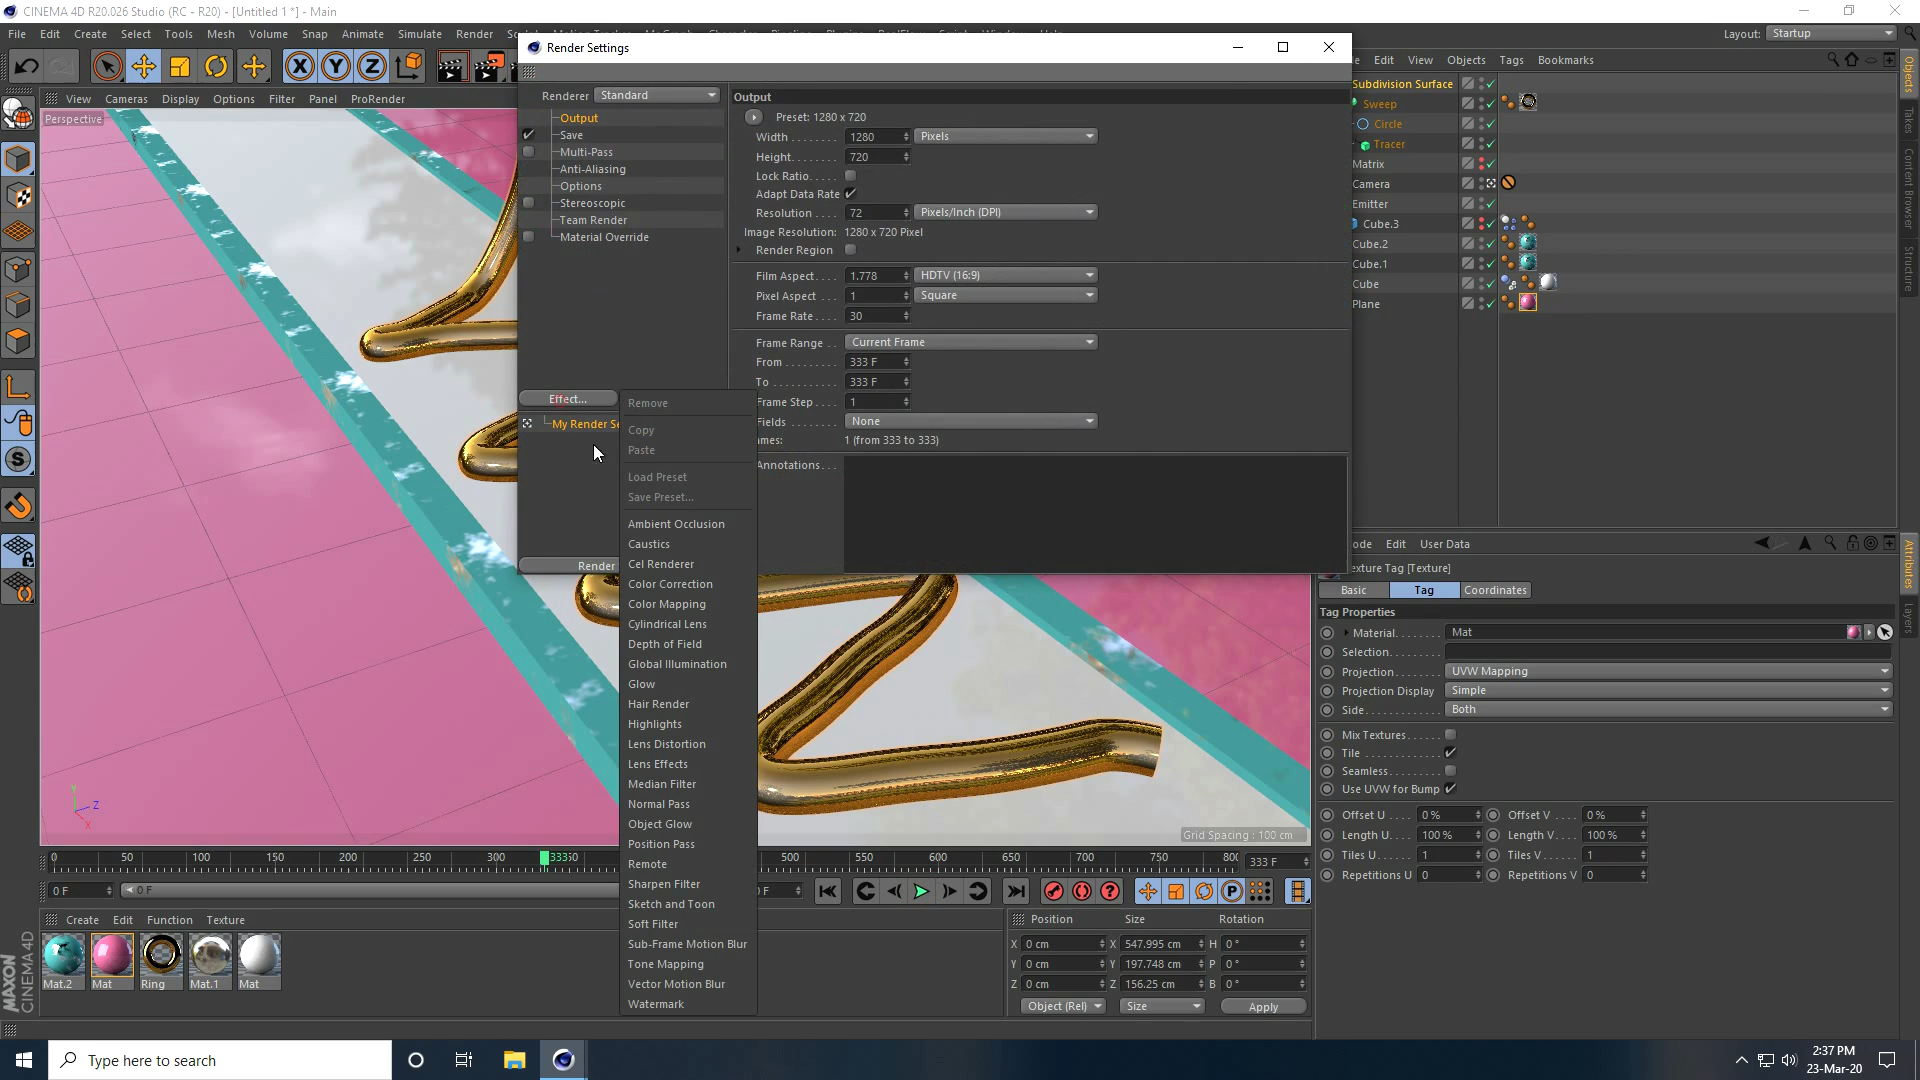 CINEMA 4D R20.026 Studio (RC - R20) - [Untitled 1 *] - Main
File Edit Create Select Tools Mesh Volume Snap Animate Simulate Render
Layout: Startup
Render Settings
View Cameras Display Options Filter Panel ProRender
Perspective
Renderer Standard
Output
Save
Multi-Pass
Anti-Aliasing
Options
Stereoscopic
Team Render
Material Override
Effect...
My Render Se
Render
Output
Preset: 1280 x 720
Width . . . . . . . . 1280 Pixels
Height. . . . . . . 720
Lock Ratio. . . . .
Adapt Data Rate
Resolution . . . . 72 Pixels/Inch (DPI)
Image Resolution: 1280 x 720 Pixel
Render Region
Film Aspect. . . . 1.778 HDTV (16:9)
Pixel Aspect . . . 1 Square
Frame Rate . . . . 30
Frame Range . . Current Frame
From . . . . . . . . . 333 F
To . . . . . . . . . . . 333 F
Frame Step. . . . 1
Fields . . . . . . . . None
mes: 1 (from 333 to 333)
Annotations. . .
Remove
Copy
Paste
Load Preset
Save Preset...
Ambient Occlusion
Caustics
Cel Renderer
Color Correction
Color Mapping
Cylindrical Lens
Depth of Field
Global Illumination
Glow
Hair Render
Highlights
Lens Distortion
Lens Effects
Median Filter
Normal Pass
Object Glow
Position Pass
Remote
Sharpen Filter
Sketch and Toon
Soft Filter
Sub-Frame Motion Blur
Tone Mapping
Vector Motion Blur
Watermark
Edit View Objects Tags Bookmarks
Subdivision Surface
Sweep
Circle
Tracer
Matrix
Camera
Emitter
Cube.3
Cube.2
Cube.1
Cube
Plane
Objects
Takes
Content Browser
Structure
ode Edit User Data
exture Tag [Texture]
Basic Tag Coordinates
Tag Properties
Material. . . . . . . . Mat
Selection. . . . . . .
Projection. . . . . . . UVW Mapping
Projection Display Simple
Side. . . . . . . . . . . Both
Mix Textures. . . . . .
Tile . . . . . . . . . . . .
Seamless. . . . . . . . .
Use UVW for Bump
Offset U . . . . 0 % Offset V . . . . 0 %
Length U. . . . 100 % Length V. . . . 100 %
Tiles U. . . . . . 1 Tiles V. . . . . 1
Repetitions U 0 Repetitions V 0
Attributes
Layers
Y
Z
X
Grid Spacing : 100 cm
0 50 100 150 200 250 300 500 550 600 650 700 750 333 F
0 F 0 F F
Create Edit Function Texture
Mat.2 Mat Ring Mat.1 Mat
MAXON CINEMA 4D
Position Size Rotation
X 0 cm X 547.995 cm H 0 °
Y 0 cm Y 197.748 cm P 0 °
Z 0 cm Z 156.25 cm B 0 °
Object (Rel) Size Apply
Type here to search
2:37 PM
23-Mar-20